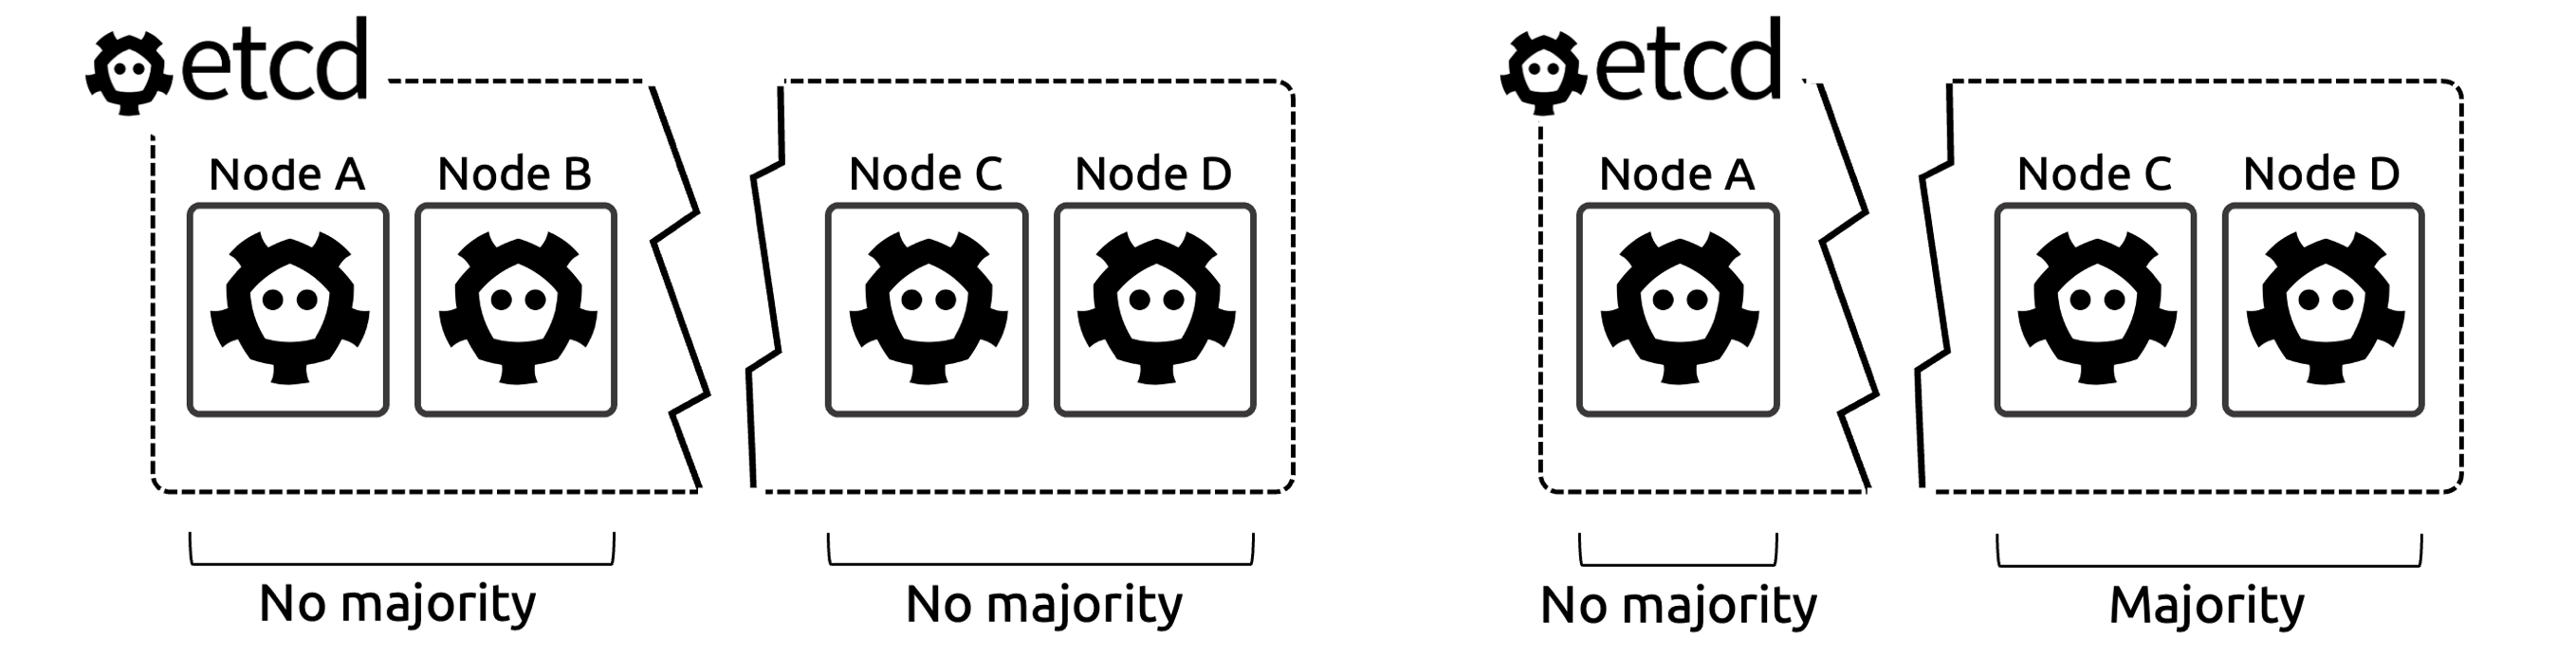 etcd
Node A
Node B
Node C
Node D
No majority
No majority
etcd
Node A
Node C
Node D
No majority
Majority